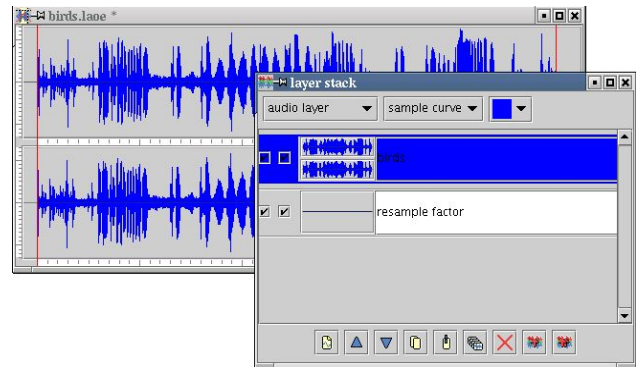 birds.laoe *
layer stack
audio layer
sample curve
birds
resample factor